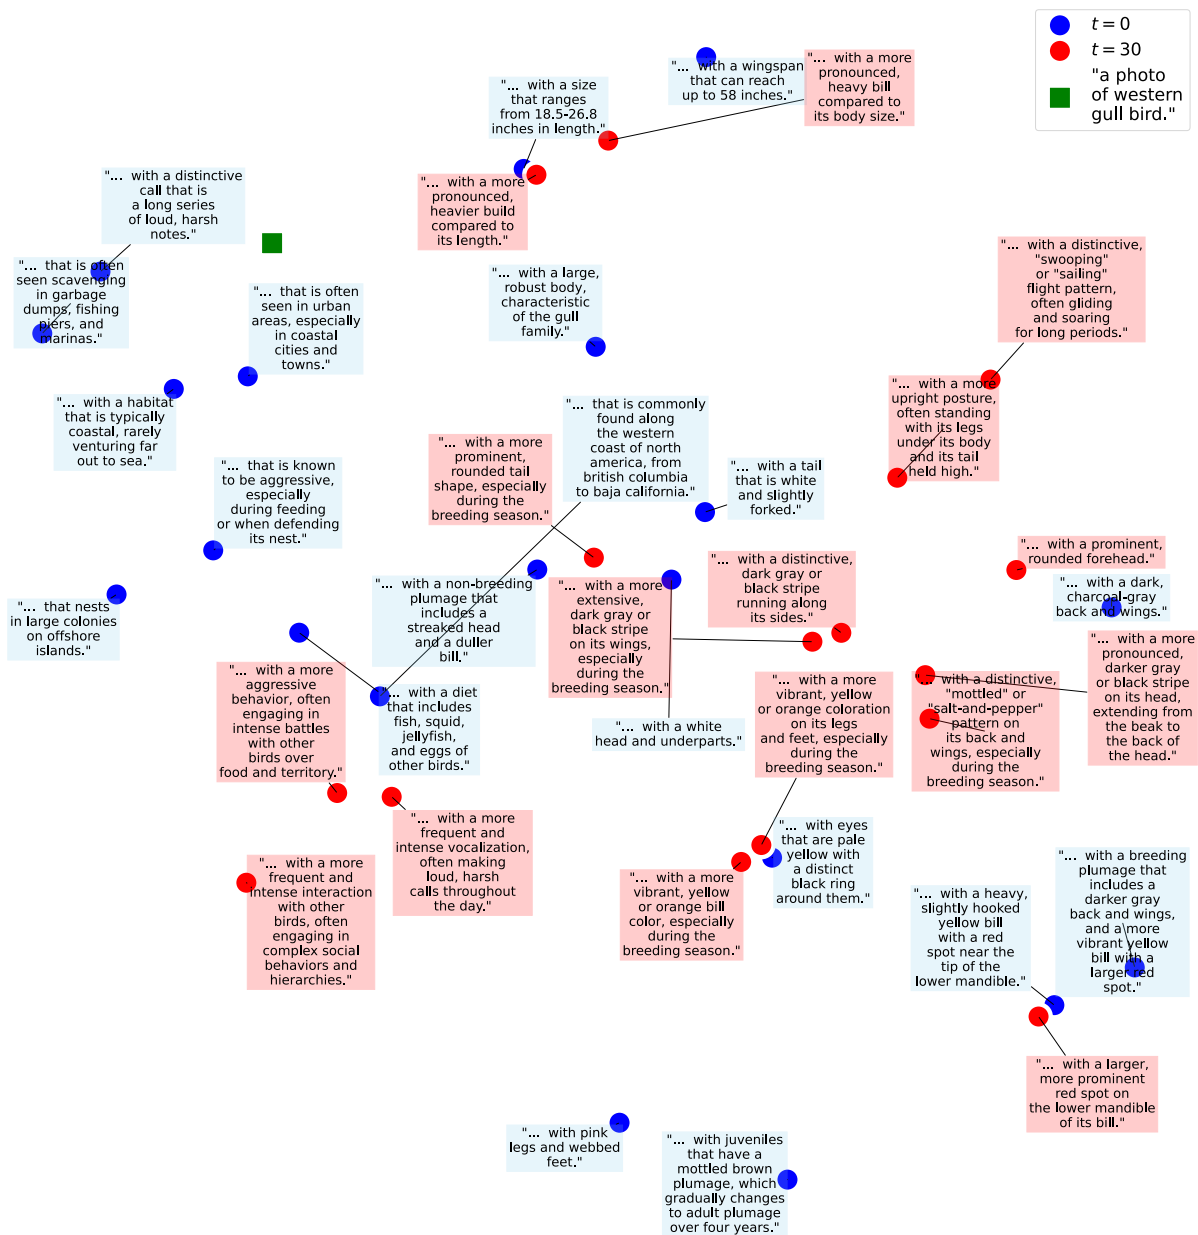 t = 0
t = 30
"a photo
of western
gull bird."
"... with a wingspan
that can reach
up to 58 inches."
"... with a more
pronounced,
heavy bill
compared to
its body size."
"... with a size
that ranges
from 18.5-26.8
inches in length."
"... with a more
pronounced,
heavier build
compared to
its length."
"... with a distinctive
call that is
a long series
of loud, harsh
notes."
"... that is often
seen scavenging
in garbage
dumps, fishing
piers, and
marinas."
"... that is often
seen in urban
areas, especially
in coastal
cities and
towns."
"... with a large,
robust body,
characteristic
of the gull
family."
"... with a distinctive,
"swooping"
or "sailing"
flight pattern,
often gliding
and soaring
for long periods."
"... with a more
upright posture,
often standing
with its legs
under its body
and its tail
held high."
"... with a habitat
that is typically
coastal, rarely
venturing far
out to sea."
"... that is commonly
found along
the western
coast of north
america, from
british columbia
to baja california."
"... with a more
prominent,
rounded tail
shape, especially
during the
breeding season."
"... with a tail
that is white
and slightly
forked."
"... that is known
to be aggressive,
especially
during feeding
or when defending
its nest."
"... with a prominent,
rounded forehead."
"... with a dark,
charcoal-gray
back and wings."
"... with a distinctive,
dark gray or
black stripe
running along
its sides."
"... with a non-breeding
plumage that
includes a
streaked head
and a duller
bill."
"... with a more
extensive,
dark gray or
black stripe
on its wings,
especially
during the
breeding season."
"... that nests
in large colonies
on offshore
islands."
"... with a more
pronounced,
darker gray
or black stripe
on its head,
extending from
the beak to
the back of
the head."
"... with a distinctive,
"mottled" or
"salt-and-pepper"
pattern on
its back and
wings, especially
during the
breeding season."
"... with a more
aggressive
behavior, often
engaging in
intense battles
with other
birds over
food and territory."
"... with a diet
that includes
fish, squid,
jellyfish,
and eggs of
other birds."
"... with a white
head and underparts."
"... with a more
vibrant, yellow
or orange coloration
on its legs
and feet, especially
during the
breeding season."
"... with a more
frequent and
intense vocalization,
often making
loud, harsh
calls throughout
the day."
"... with eyes
that are pale
yellow with
a distinct
black ring
around them."
"... with a more
frequent and
intense interaction
with other
birds, often
engaging in
complex social
behaviors and
hierarchies."
"... with a more
vibrant, yellow
or orange bill
color, especially
during the
breeding season."
"... with a heavy,
slightly hooked
yellow bill
with a red
spot near the
tip of the
lower mandible."
"... with a breeding
plumage that
includes a
darker gray
back and wings,
and a more
vibrant yellow
bill with a
larger red
spot."
"... with a larger,
more prominent
red spot on
the lower mandible
of its bill."
"... with pink
legs and webbed
feet."
"... with juveniles
that have a
mottled brown
plumage, which
gradually changes
to adult plumage
over four years."